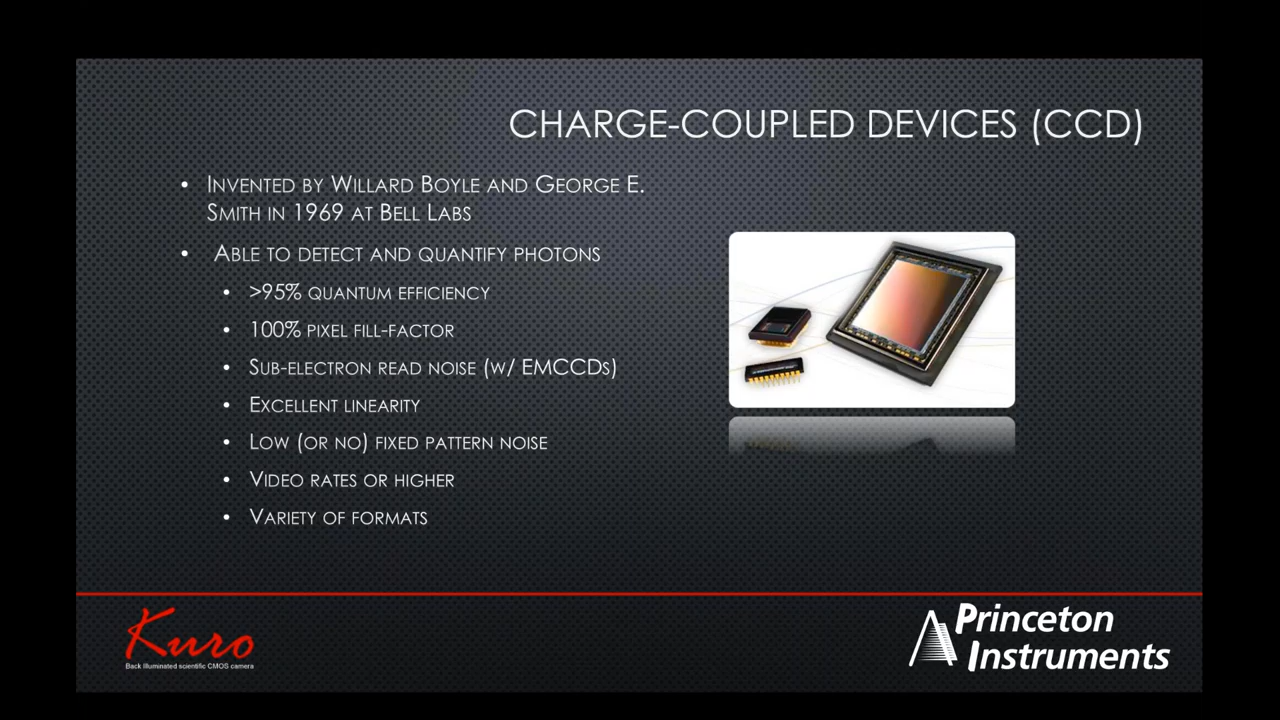 CHARGE-COUPLED DEVICES (CCD)
• INVENTED BY WILLARD BOYLE AND GEORGE E.
SMITH IN 1969 AT BELL LABS
• ABLE TO DETECT AND QUANTIFY PHOTONS
• >95% QUANTUM EFFICIENCY
• 100% PIXEL FILL-FACTOR
• SUB-ELECTRON READ NOISE (W/ EMCCDS)
• EXCELLENT LINEARITY
• LOW (OR NO) FIXED PATTERN NOISE
• VIDEO RATES OR HIGHER
• VARIETY OF FORMATS
Kuro
Back Illuminated scientific CMOS camera
Princeton
Instruments